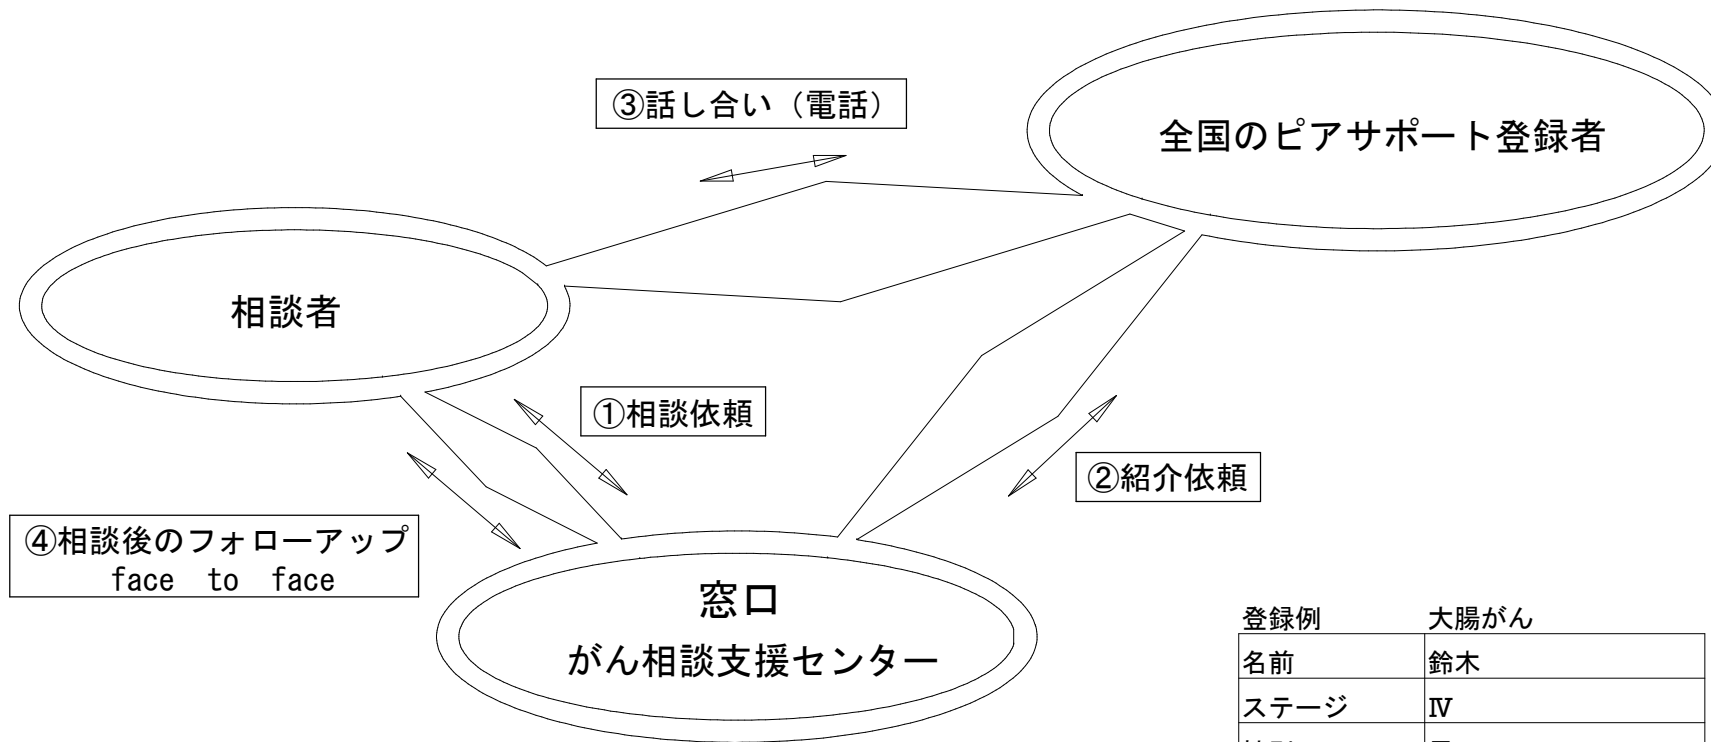 ③話し合い（電話）
全国のピアサポート登録者
相談者
①相談依頼
②紹介依頼
④相談後のフォローアップ
face to face
窓口
がん相談支援センター
登録例 大腸がん
名前 鈴木
ステージ Ⅳ